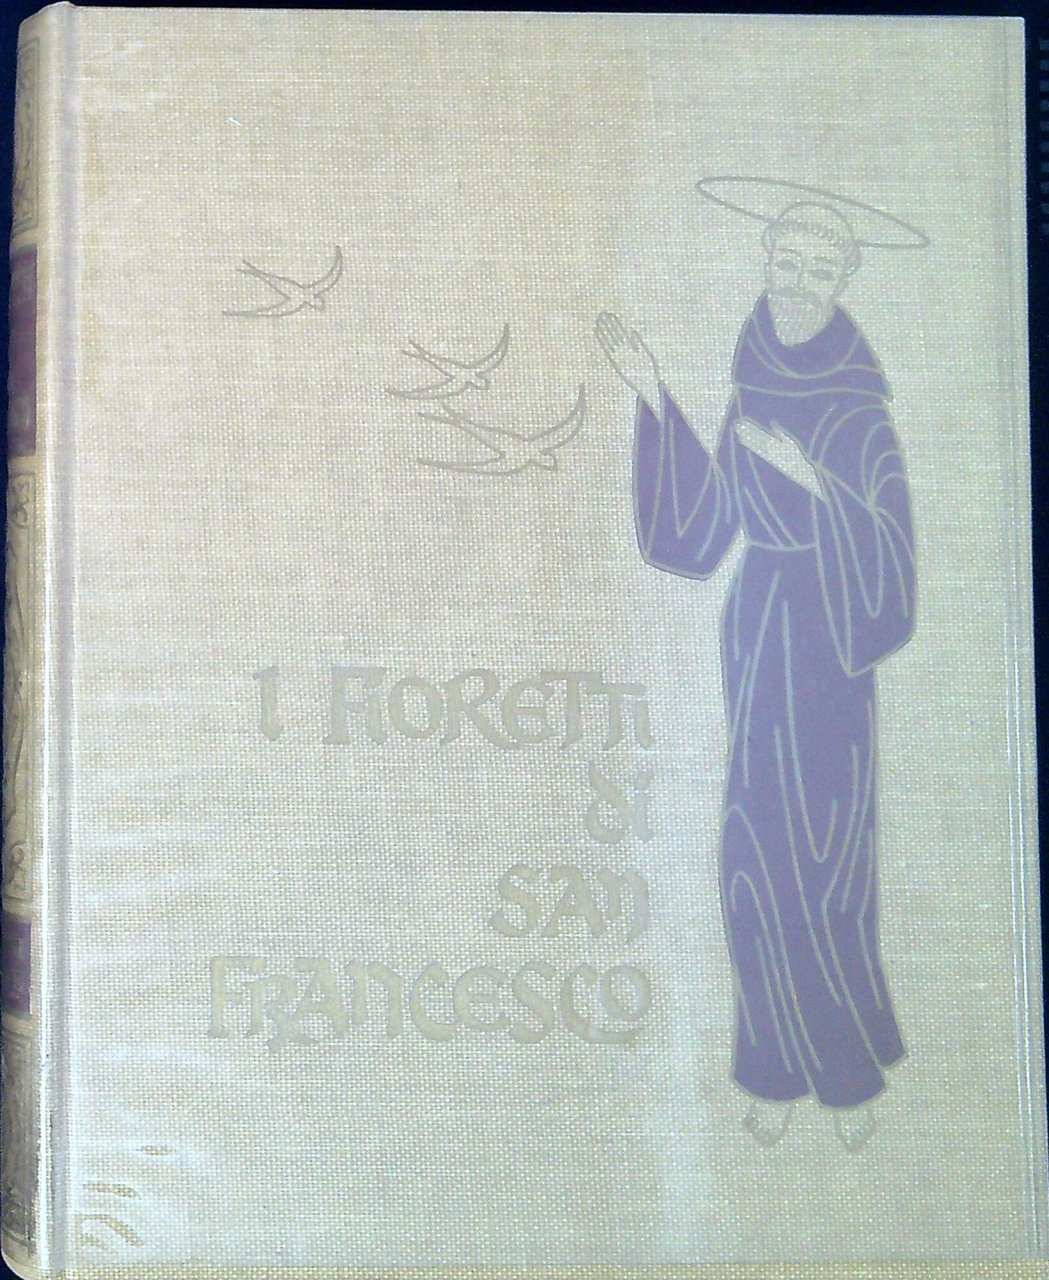 I FIORETTi
di
SAN
FRANCESCO